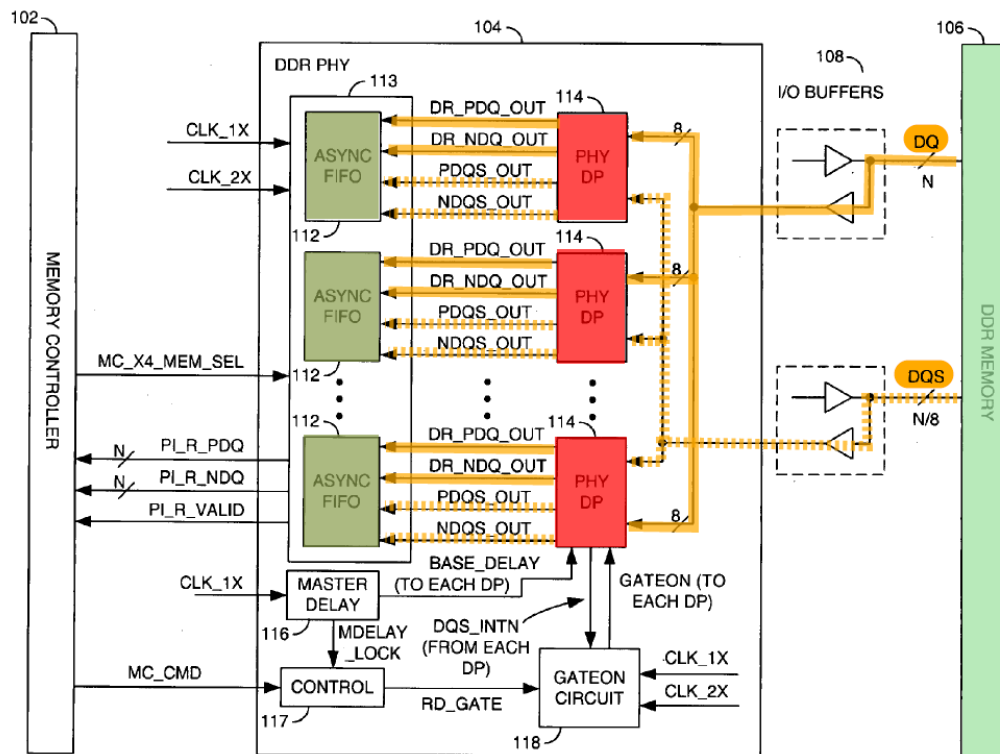 102
104
106
108
DDR PHY
113
I/O BUFFERS
CLK_1X
CLK_2X
ASYNC
FIFO
112
DR_PDQ_OUT
DR_NDQ_OUT
PDQS_OUT
NDQS_OUT
114
PHY
DP
8
DQ
N
MEMORY CONTROLLER
DDR MEMORY
ASYNC
FIFO
112
DR_PDQ_OUT
DR_NDQ_OUT
PDQS_OUT
NDQS_OUT
114
PHY
DP
8
MC_X4_MEM_SEL
DQS
N/8
112
ASYNC
FIFO
DR_PDQ_OUT
DR_NDQ_OUT
PDQS_OUT
NDQS_OUT
114
PHY
DP
8
N
PI_R_PDQ
N
PI_R_NDQ
PI_R_VALID
CLK_1X
MASTER
DELAY
116
BASE_DELAY
(TO EACH DP)
MDELAY
_LOCK
DQS_INTN
(FROM EACH
DP)
GATEON (TO
EACH DP)
MC_CMD
CONTROL
117
RD_GATE
GATEON
CIRCUIT
118
CLK_1X
CLK_2X